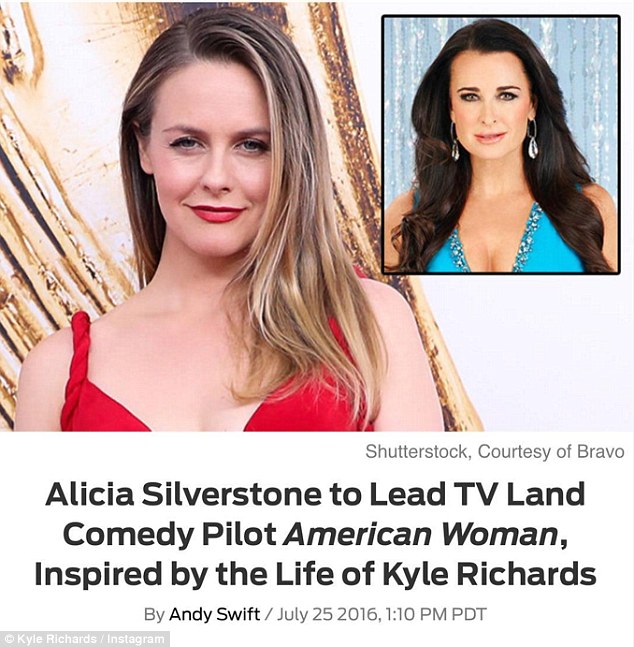 Shutterstock, Courtesy of Bravo
Alicia Silverstone to Lead TV Land
Comedy Pilot American Woman,
Inspired by the Life of Kyle Richards
By Andy Swift / July 25 2016, 1:10 PM PDT
© Kyle Richards / Instagram